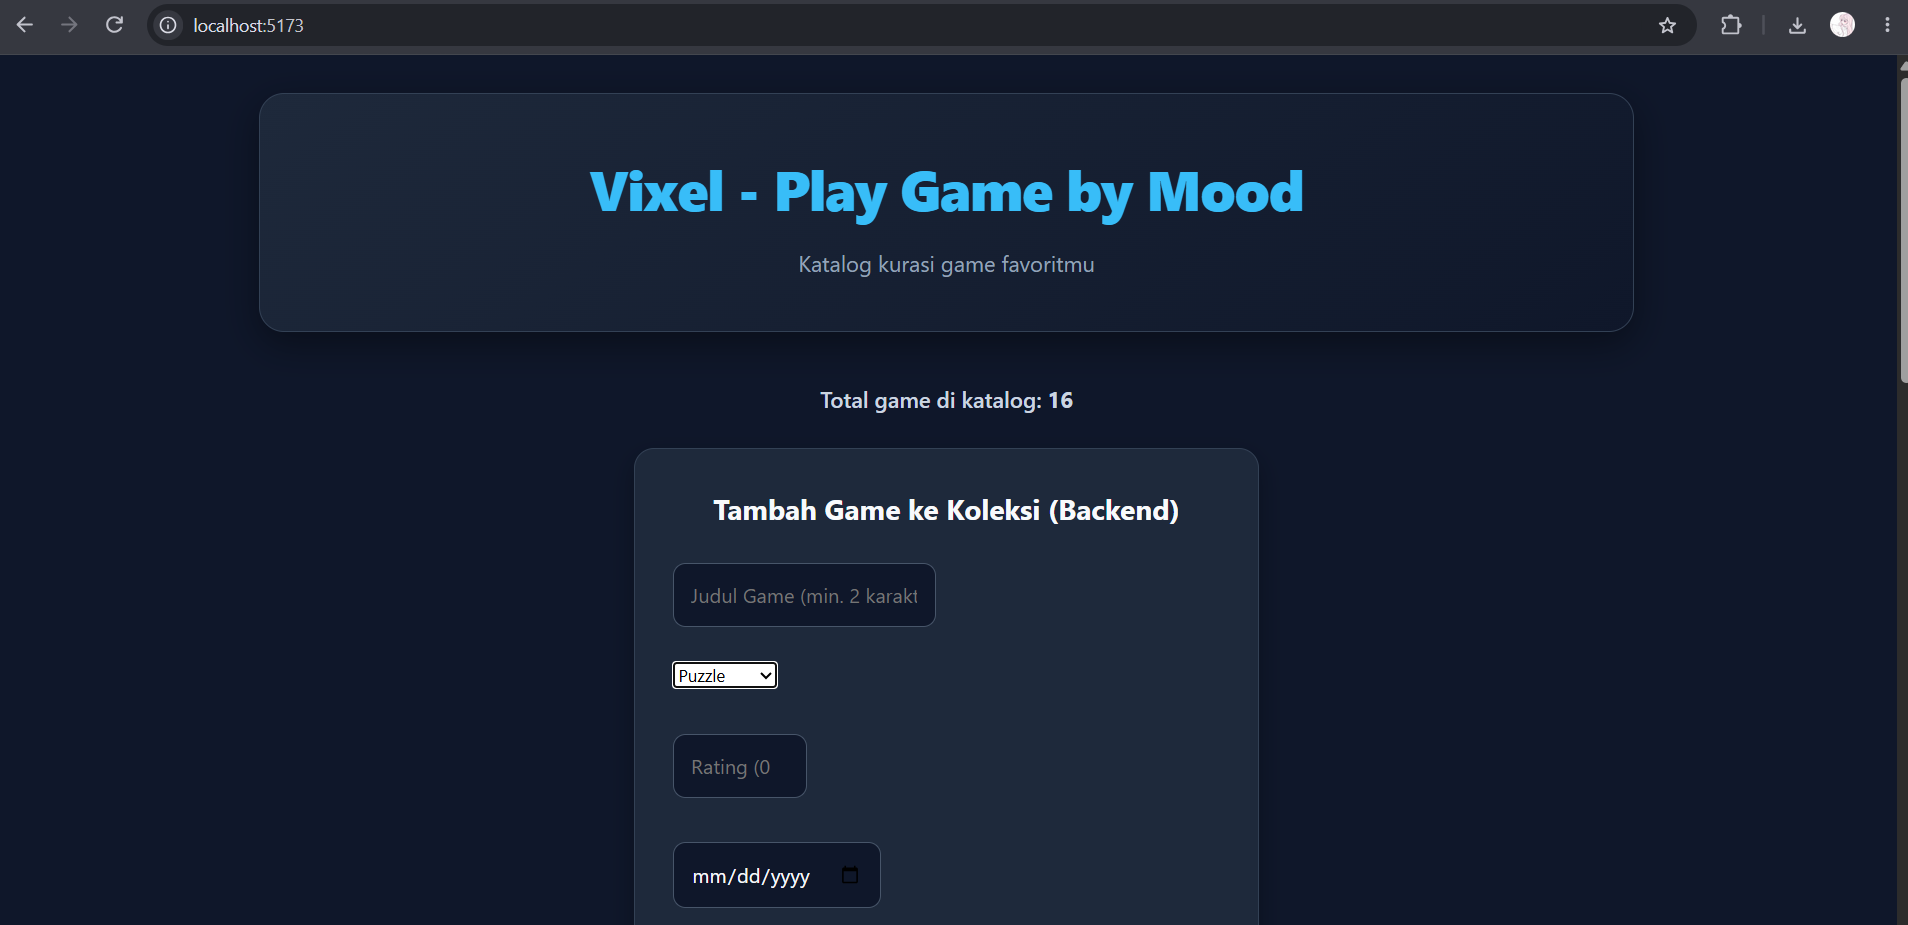 localhost:5173
Vixel - Play Game by Mood
Katalog kurasi game favoritmu
Total game di katalog: 16
Tambah Game ke Koleksi (Backend)
Judul Game (min. 2 karakt
Puzzle
Rating (0
mm/dd/yyyy